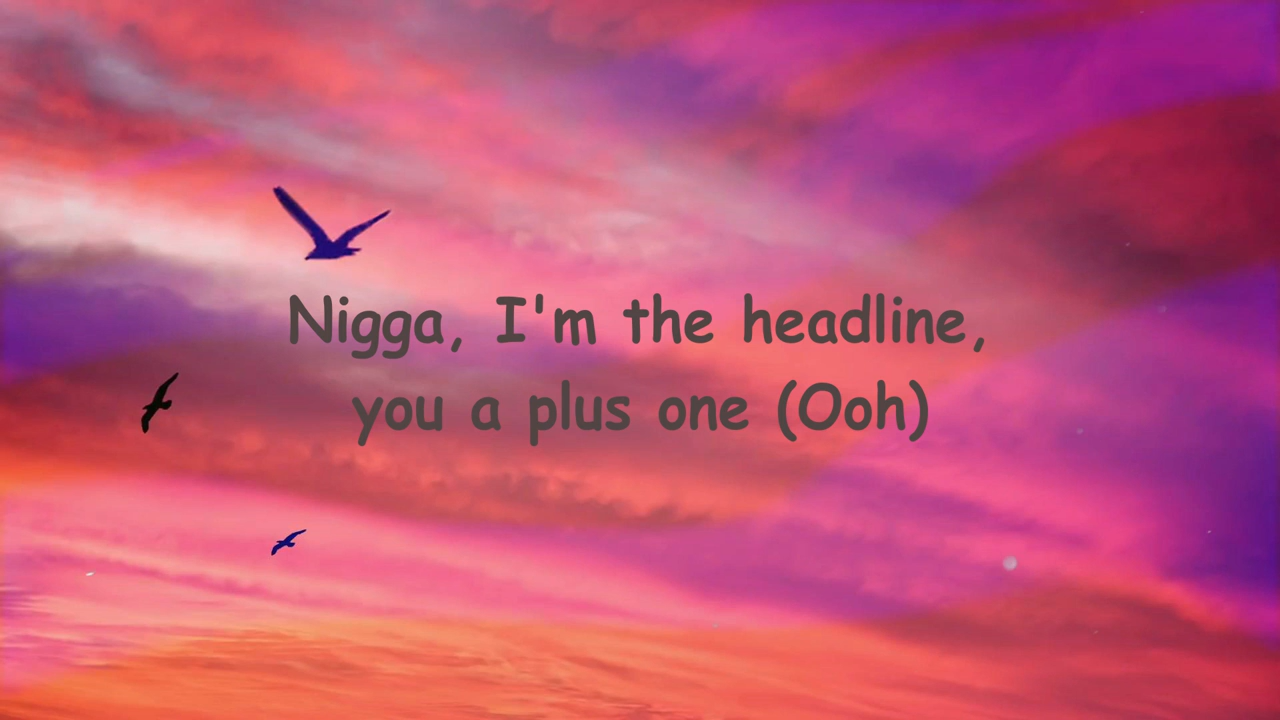 Nigga, I'm the headline,
you a plus one (Ooh)